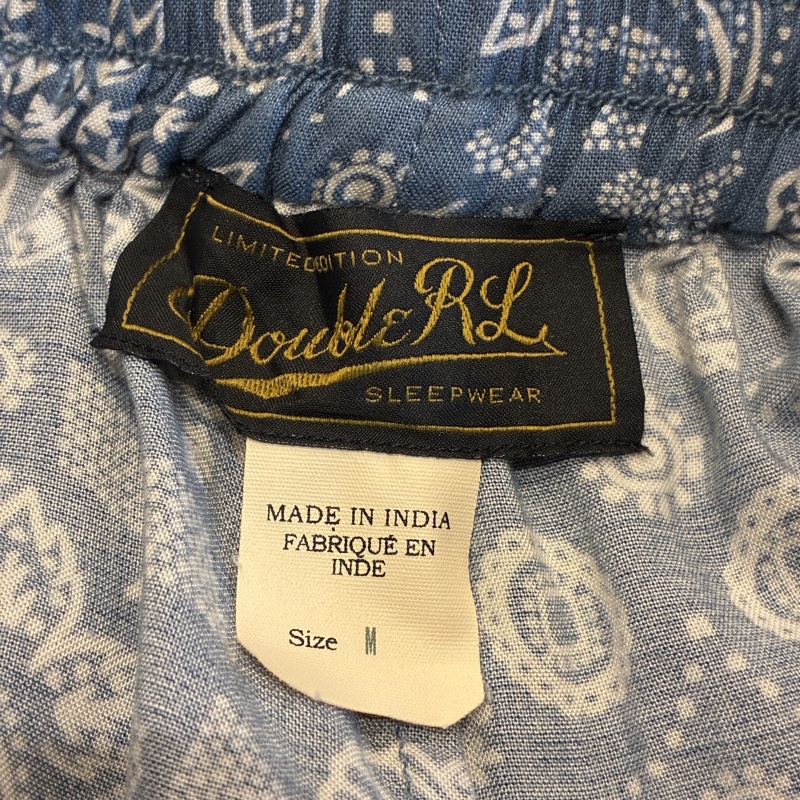 LIMITED EDITION
Double RL
SLEEPWEAR
MADE IN INDIA
FABRIQUÉ EN
INDE
Size M